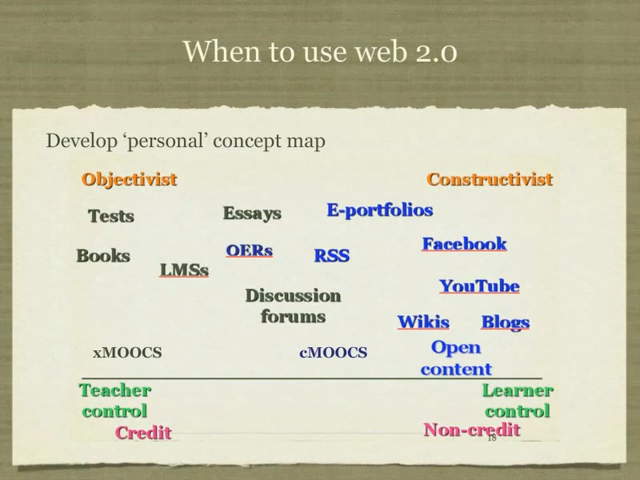 When to use web 2.0
Develop ‘personal’ concept map
Objectivist Constructivist
Tests Essays E-portfolios
Books OERs RSS Facebook
LMSs YouTube
Discussion
forums Wikis Blogs
xMOOCS cMOOCS Open
content
Teacher Learner
control control
Credit Non-credit
18